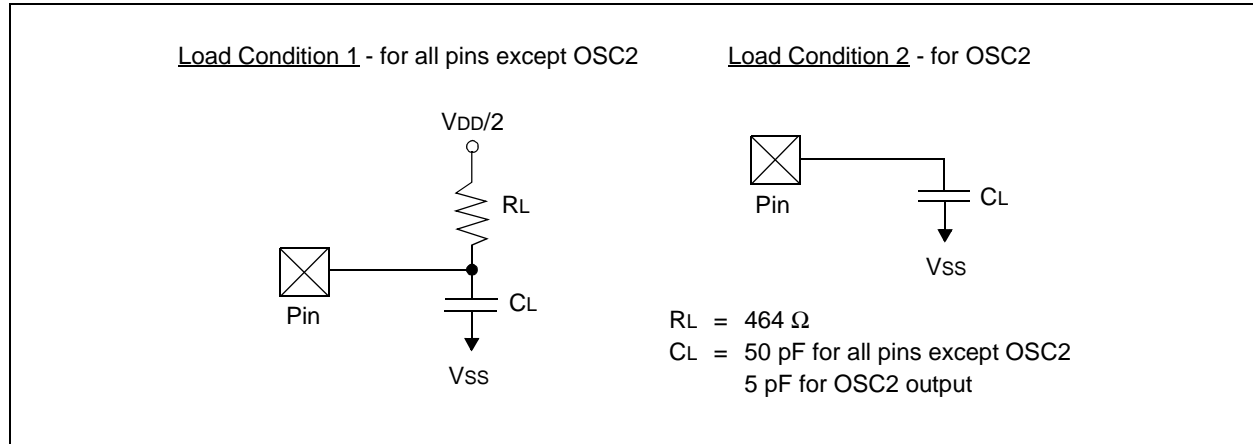 Load Condition 1 - for all pins except OSC2
VDD/2
RL
Pin
CL
VSS
Load Condition 2 - for OSC2
Pin
CL
VSS
RL = 464 Ω
CL = 50 pF for all pins except OSC2
5 pF for OSC2 output